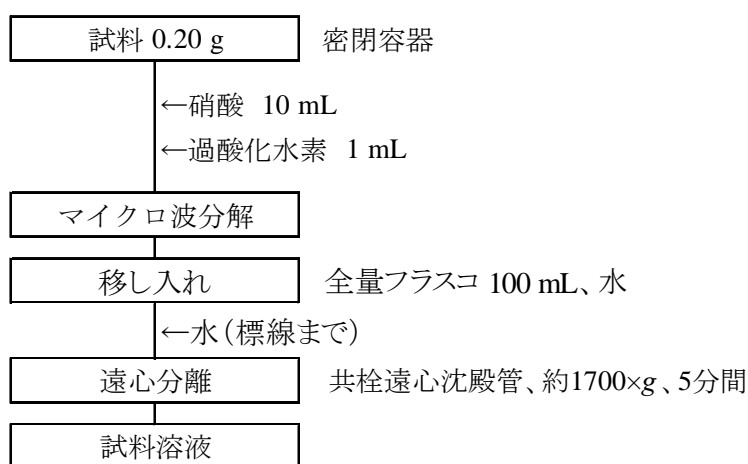 試料 0.20 g　密閉容器
←硝酸 10 mL
←過酸化水素 1 mL
マイクロ波分解
移し入れ　全量フラスコ 100 mL、水
←水(標線まで)
遠心分離　共栓遠心沈殿管、約1700×g、5分間
試料溶液